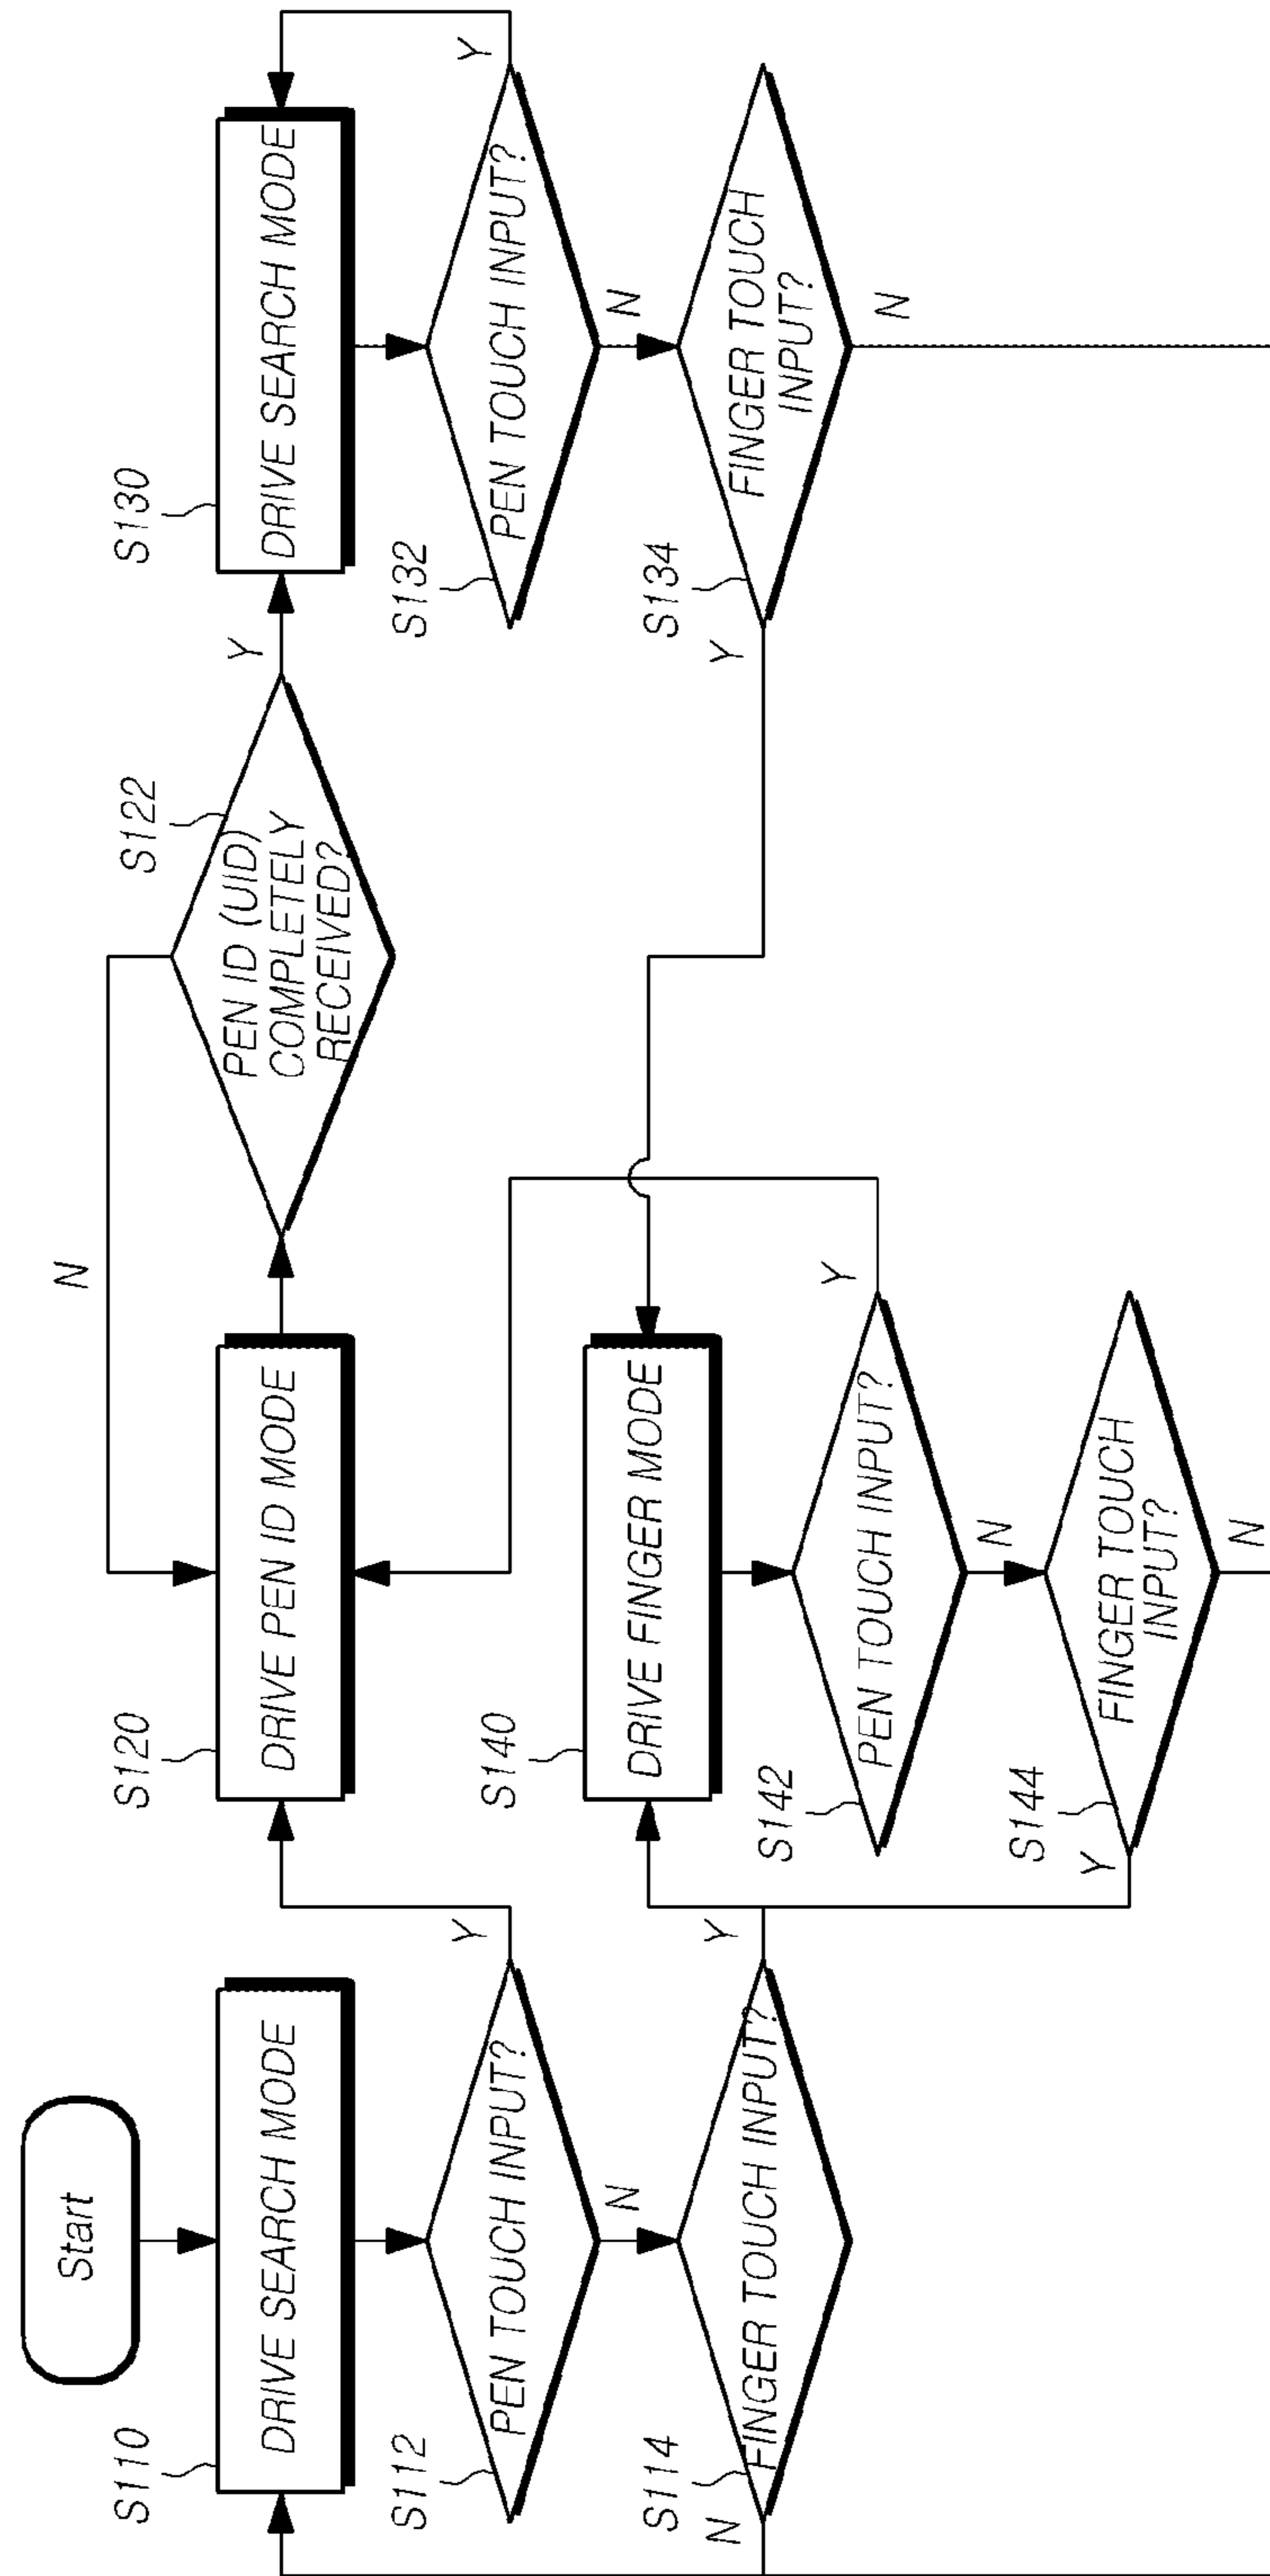 Start
S110
DRIVE SEARCH MODE
S112
PEN TOUCH INPUT?
Y
N
S114
FINGER TOUCH INPUT?
Y
N
S120
DRIVE PEN ID MODE
N
S122
PEN ID (UID)
COMPLETELY
RECEIVED?
Y
S140
DRIVE FINGER MODE
S142
PEN TOUCH INPUT?
Y
N
S144
FINGER TOUCH
INPUT?
Y
N
S130
DRIVE SEARCH MODE
S132
PEN TOUCH INPUT?
Y
N
S134
FINGER TOUCH
INPUT?
Y
N